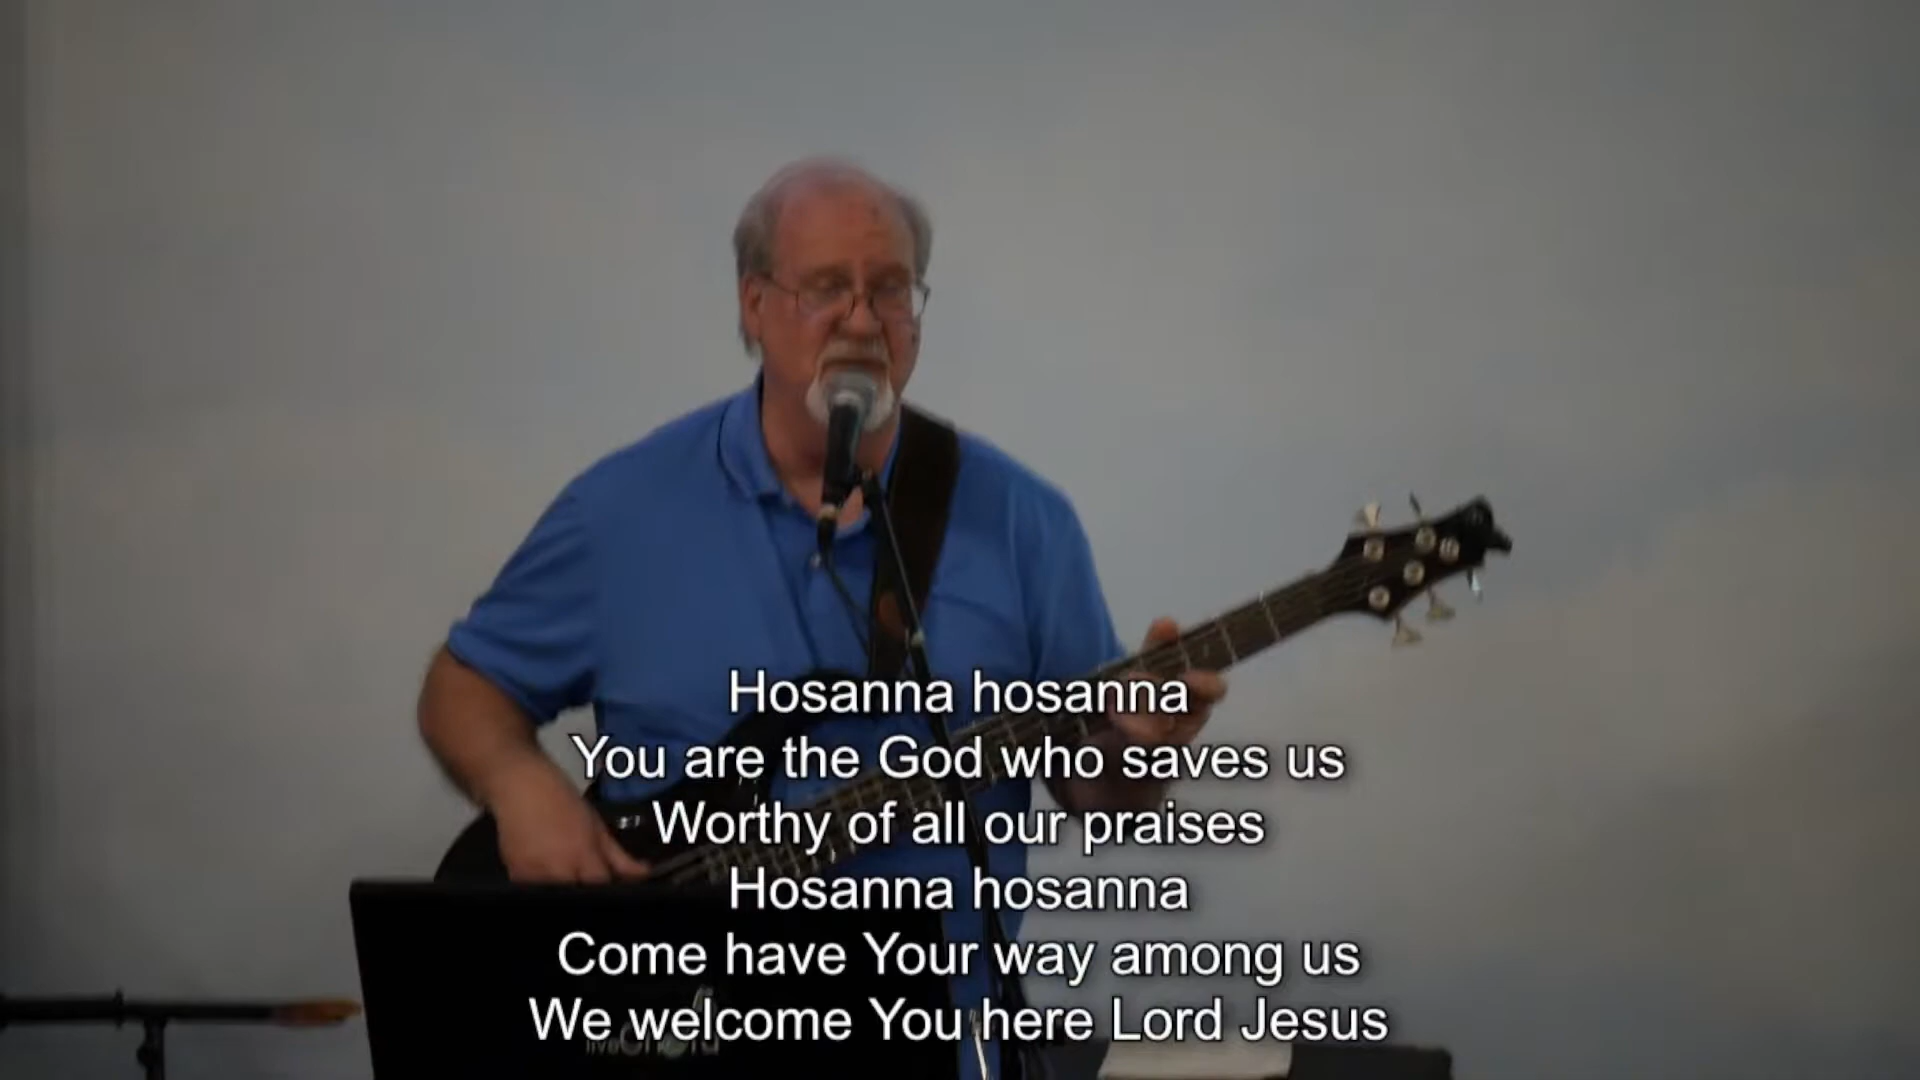 Hosanna hosanna
You are the God who saves us
Worthy of all our praises
Hosanna hosanna
Come have Your way among us
We welcome You here Lord Jesus